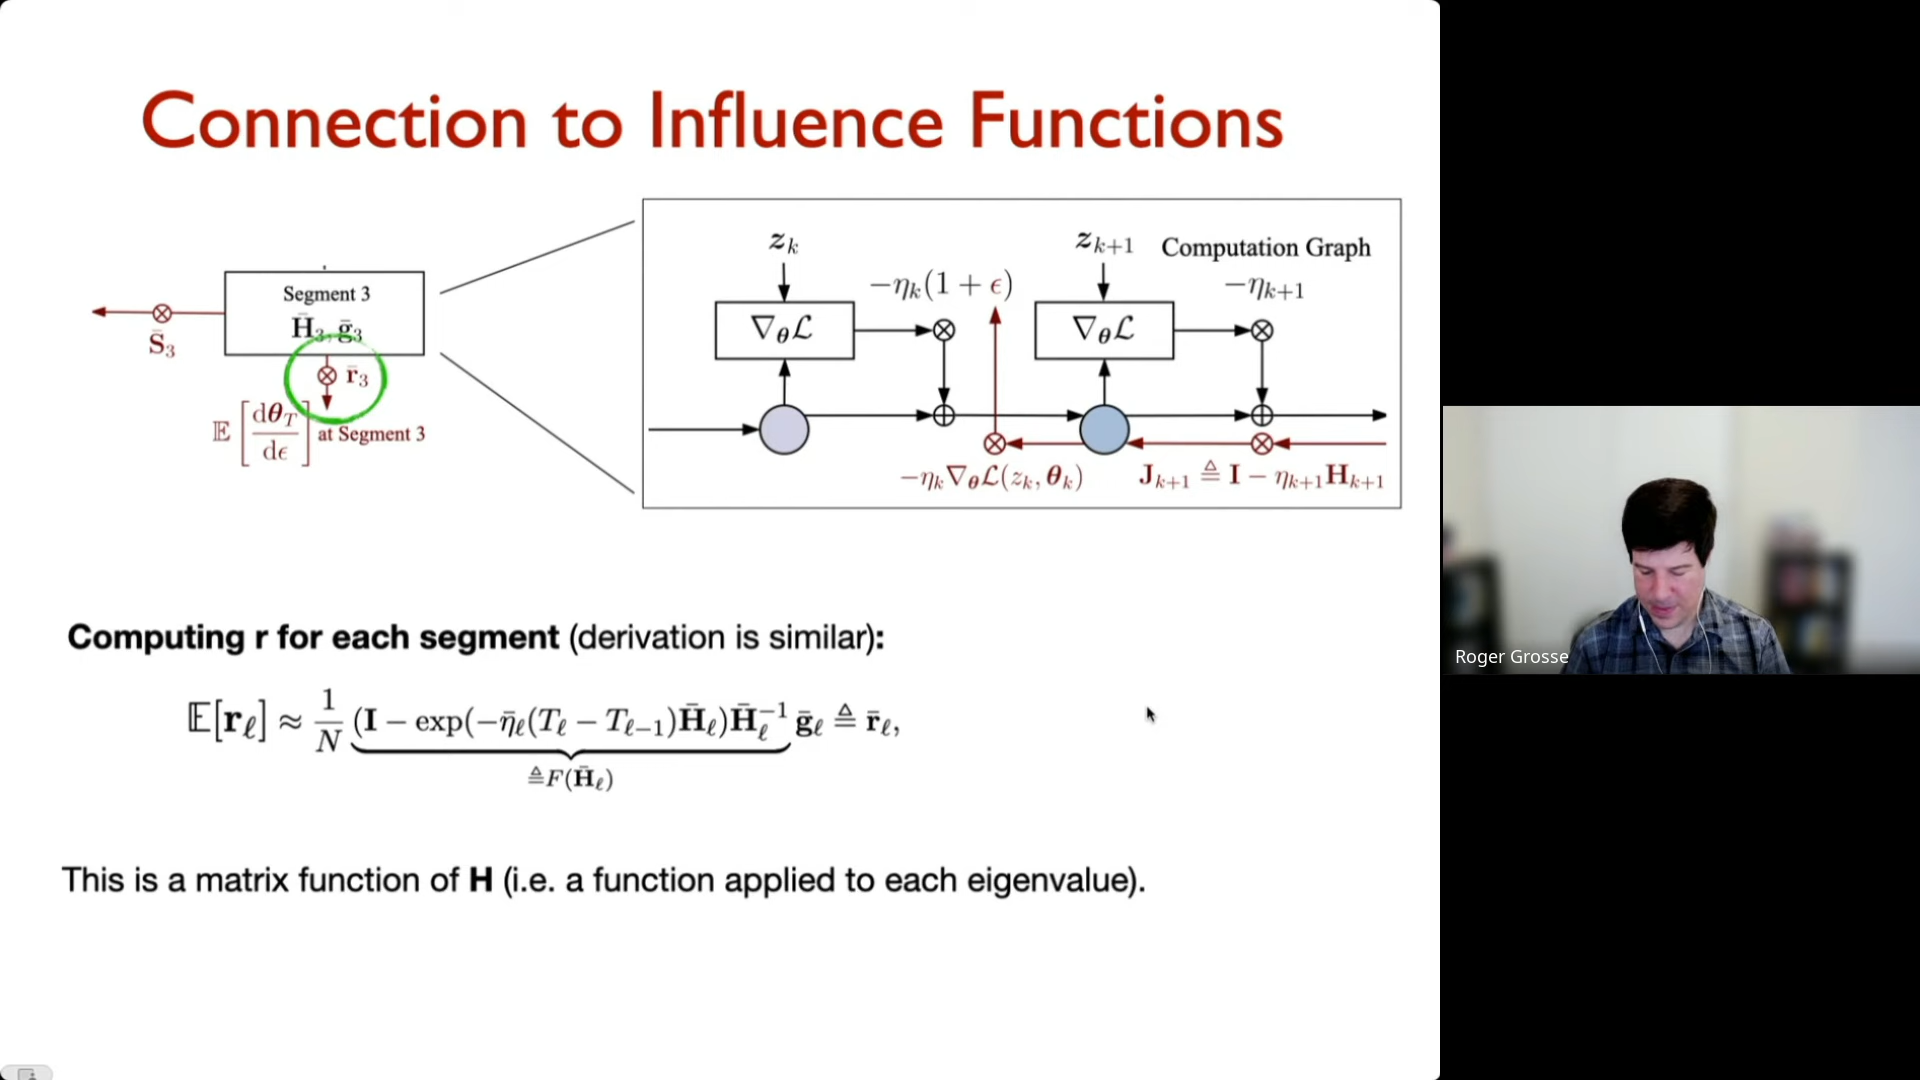 Connection to Influence Functions
Segment 3
H̄₃, ḡ₃
S̄₃
r̄₃
𝔼[dθ_T/dϵ] at Segment 3
z_k
z_{k+1} Computation Graph
−η_k(1 + ϵ)
−η_{k+1}
∇_θℒ
∇_θℒ
−η_k∇_θℒ(z_k, θ_k)
J_{k+1} ≜ I − η_{k+1}H_{k+1}
Computing r for each segment (derivation is similar):
𝔼[r_ℓ] ≈ 1/N (I − exp(−η̄_ℓ(T_ℓ − T_{ℓ−1})H̄_ℓ)H̄_ℓ^{−1} ḡ_ℓ ≜ r̄_ℓ,
≜F(H̄_ℓ)
This is a matrix function of H (i.e. a function applied to each eigenvalue).
Roger Grosse